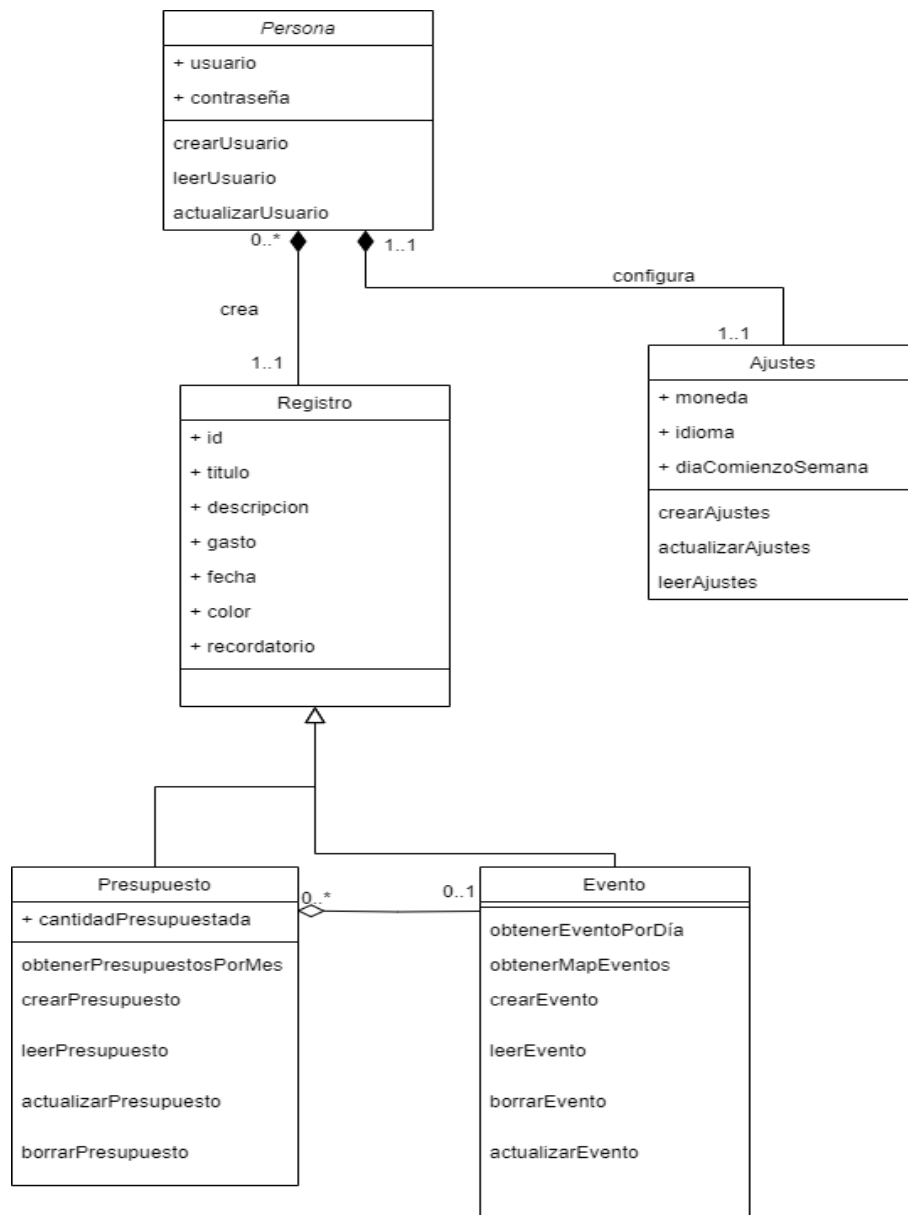 Persona
+ usuario
+ contraseña
crearUsuario
leerUsuario
actualizarUsuario
0..*
1..1
configura
crea
1..1
1..1
Registro
+ id
+ titulo
+ descripcion
+ gasto
+ fecha
+ color
+ recordatorio
Ajustes
+ moneda
+ idioma
+ diaComienzoSemana
crearAjustes
actualizarAjustes
leerAjustes
Presupuesto
+ cantidadPresupuestada
obtenerPresupuestosPorMes
crearPresupuesto
leerPresupuesto
actualizarPresupuesto
borrarPresupuesto
0..*
0..1
Evento
obtenerEventoPorDía
obtenerMapEventos
crearEvento
leerEvento
borrarEvento
actualizarEvento